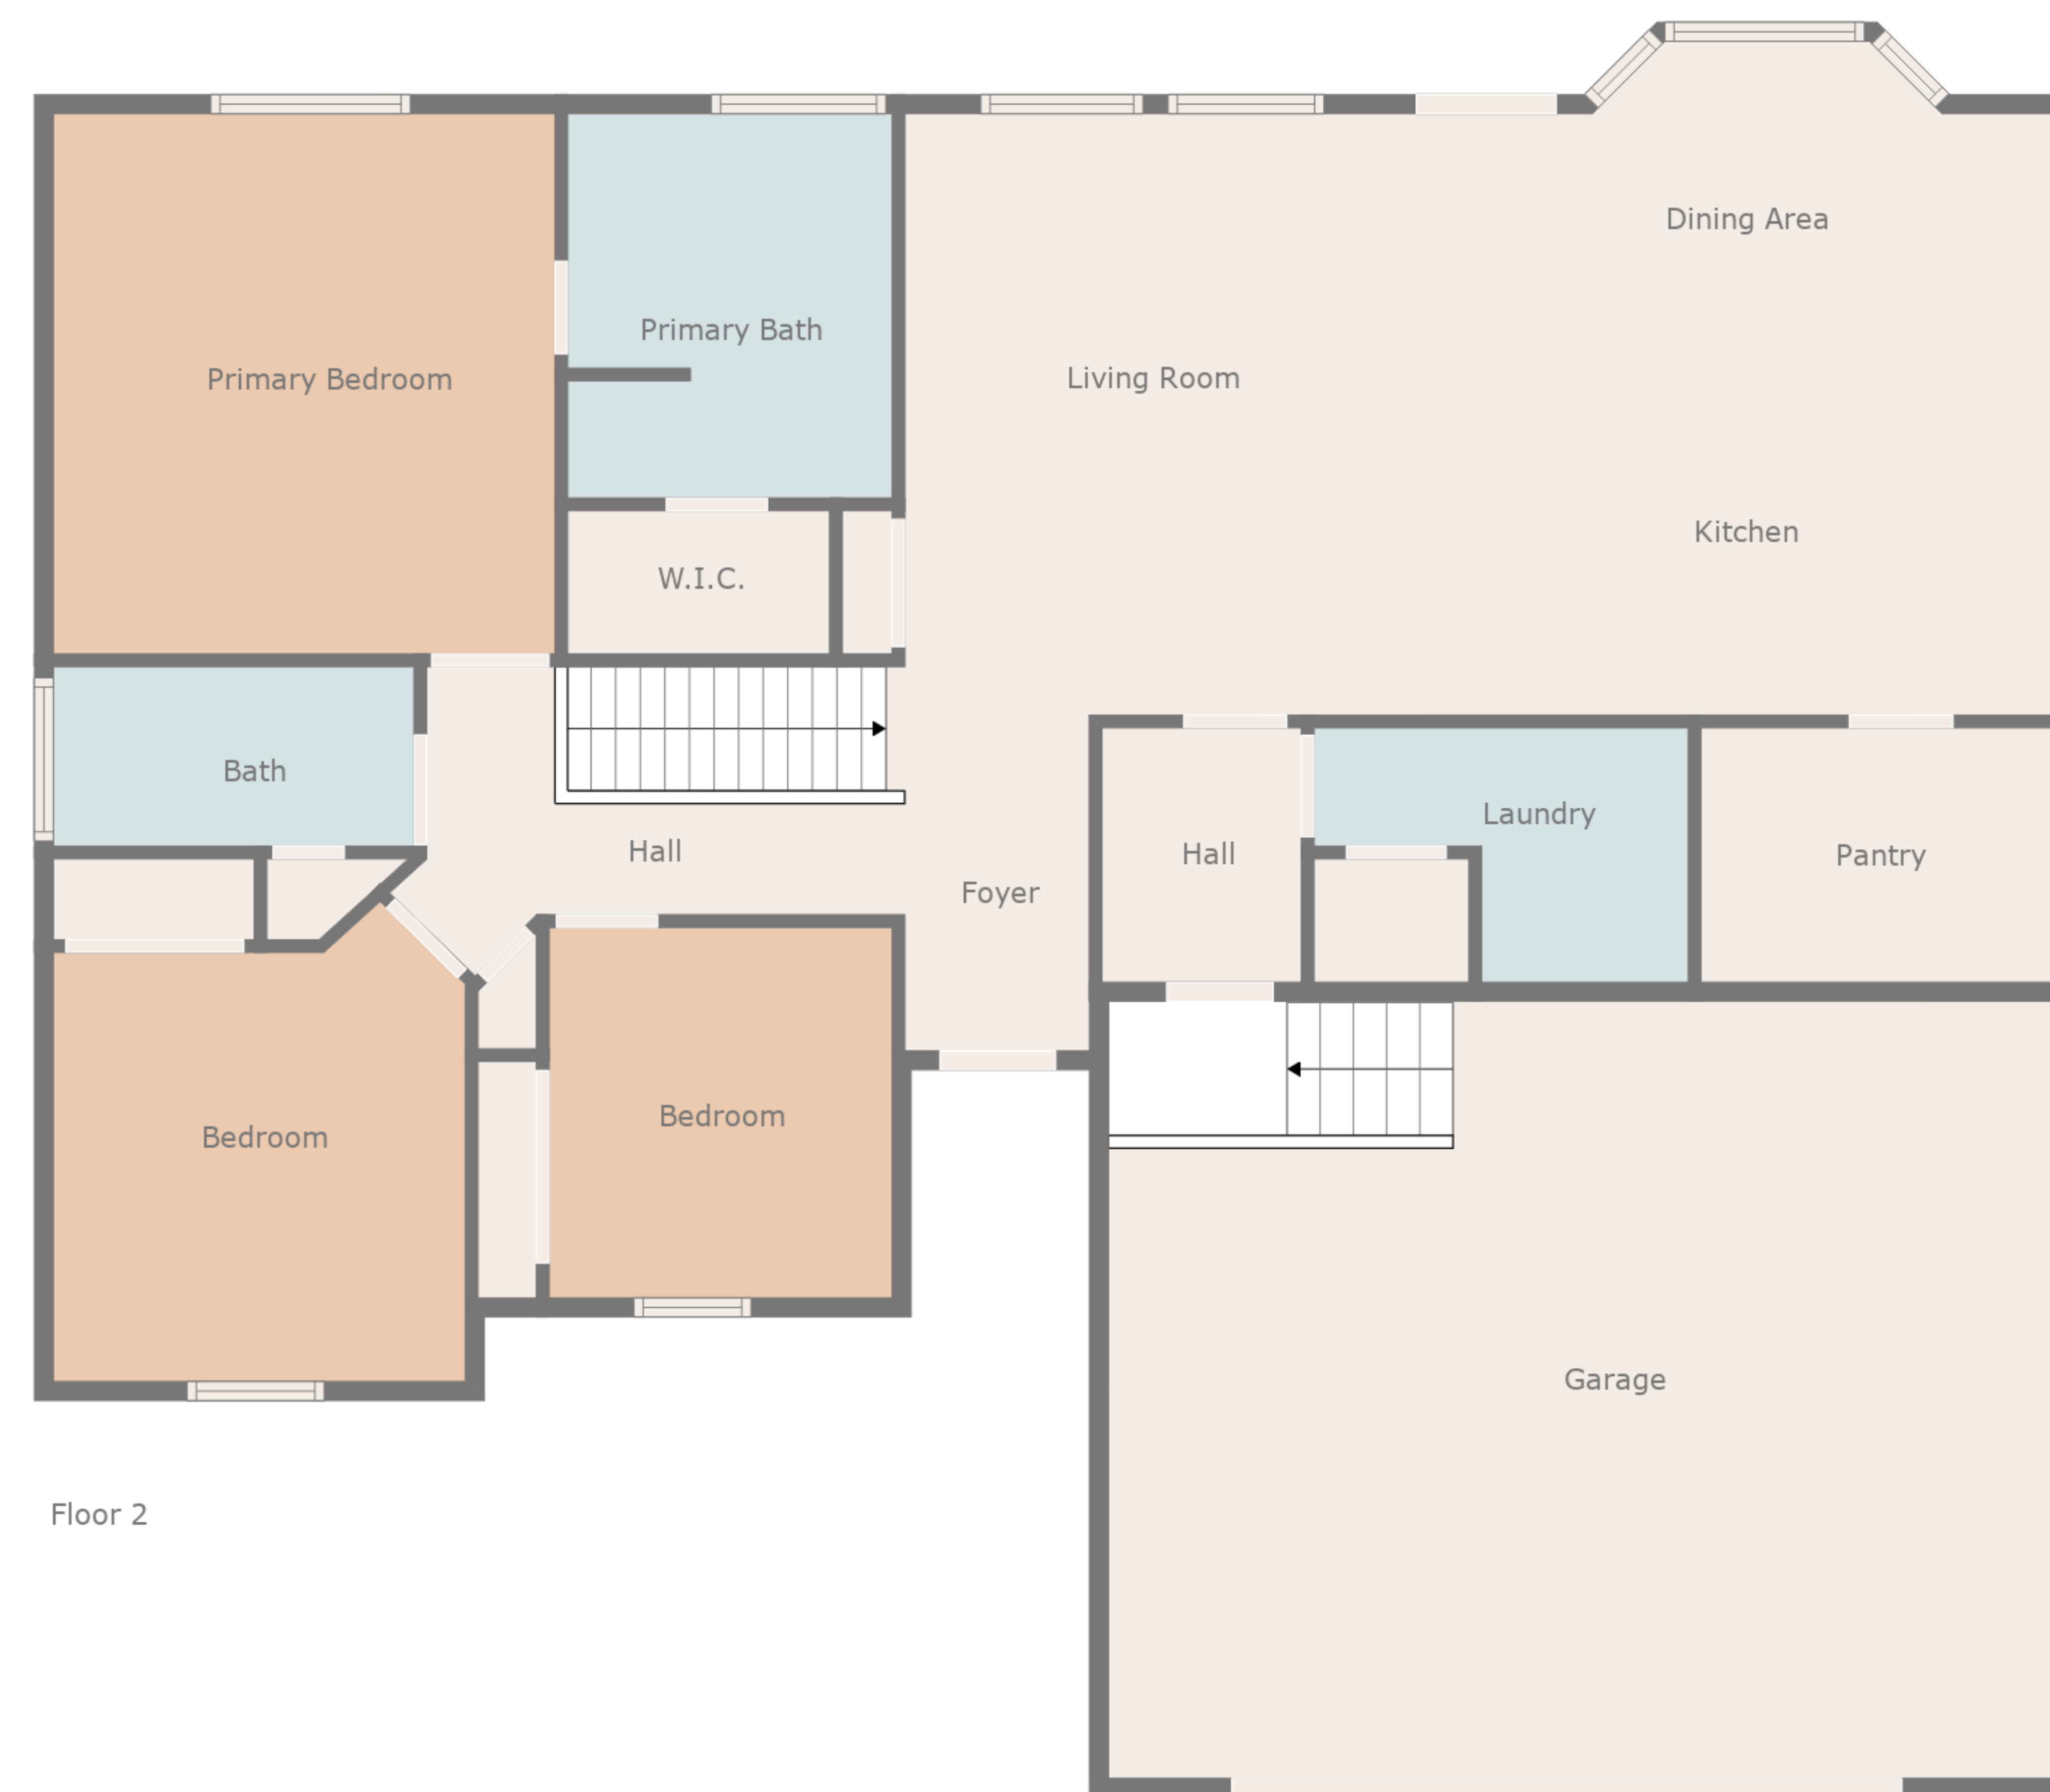 Dining Area
Primary Bath
Primary Bedroom
Living Room
Kitchen
W.I.C.
Bath
Laundry
Hall
Hall
Pantry
Foyer
Bedroom
Bedroom
Garage
Floor 2